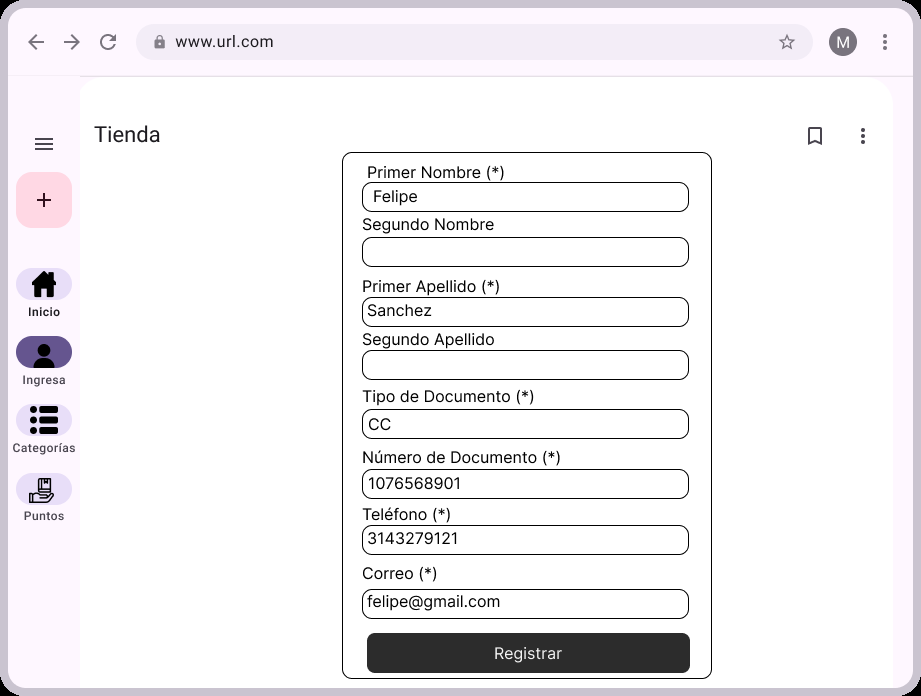 www.url.com
M
Tienda
+
Inicio
Ingresa
Categorías
Puntos
Primer Nombre (*)
Felipe
Segundo Nombre
Primer Apellido (*)
Sanchez
Segundo Apellido
Tipo de Documento (*)
CC
Número de Documento (*)
1076568901
Teléfono (*)
3143279121
Correo (*)
felipe@gmail.com
Registrar